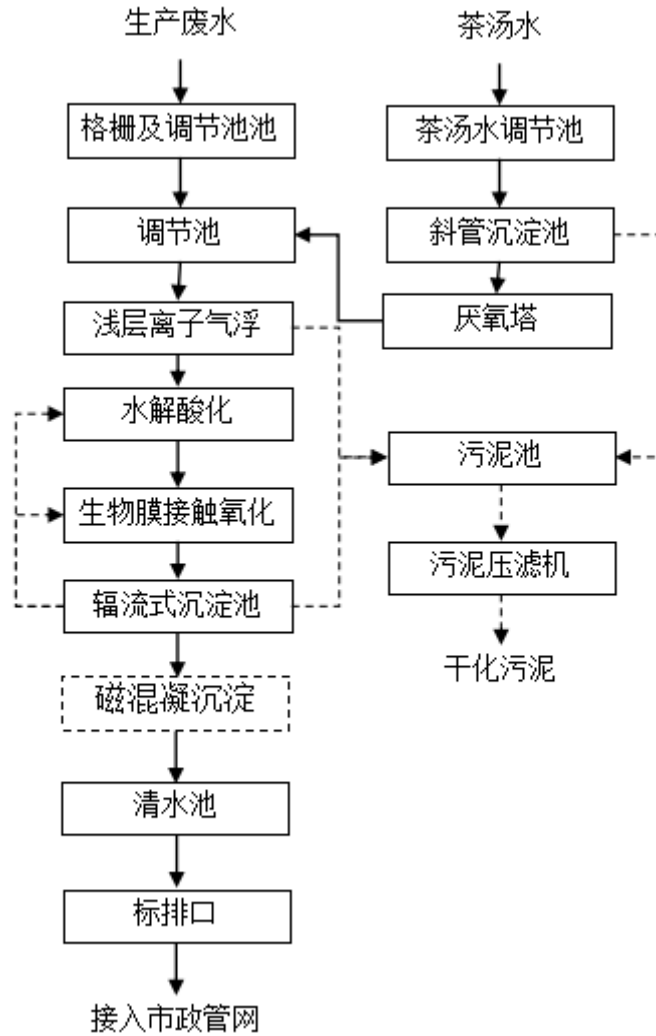 生产废水
茶汤水
格栅及调节池池
茶汤水调节池
调节池
斜管沉淀池
浅层离子气浮
厌氧塔
水解酸化
污泥池
生物膜接触氧化
污泥压滤机
辐流式沉淀池
干化污泥
磁混凝沉淀
清水池
标排口
接入市政管网